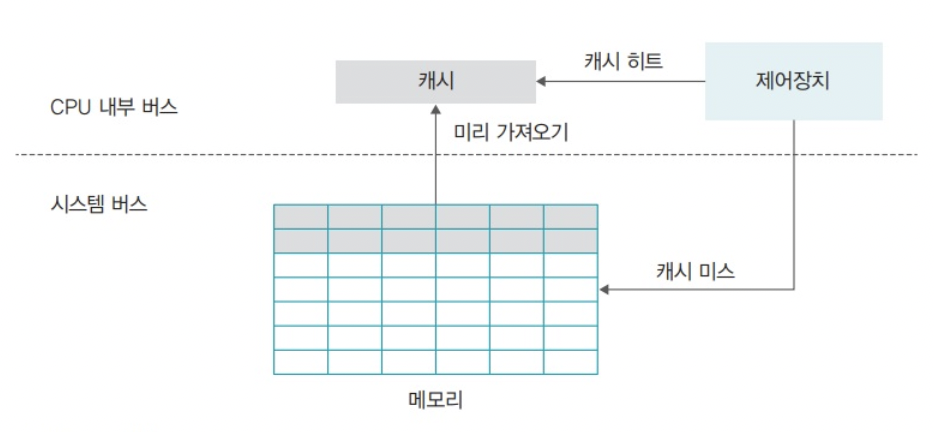 캐시 히트
캐시
제어장치
CPU 내부 버스
미리 가져오기
시스템 버스
캐시 미스
메모리